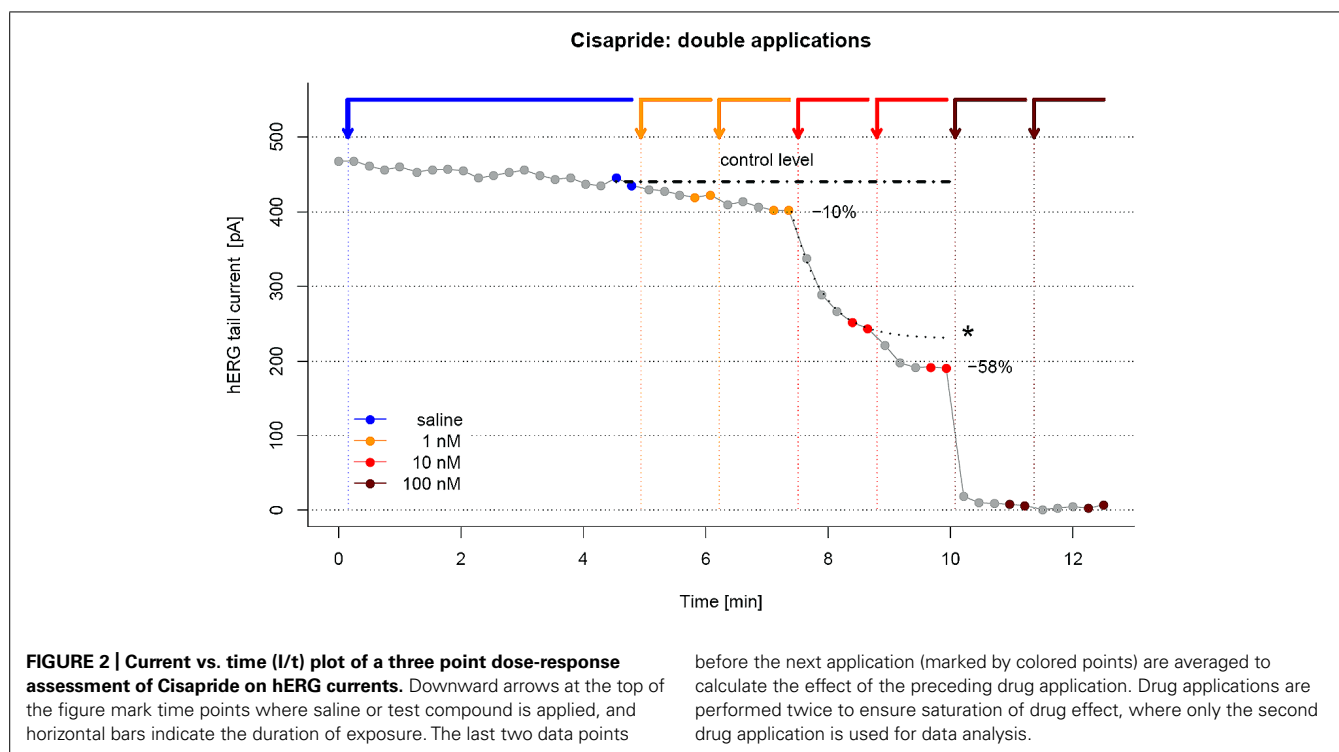 Cisapride: double applications
500
400
300
200
100
0
hERG tail current [pA]
control level
−10%
*
−58%
saline
1 nM
10 nM
100 nM
0 2 4 6 8 10 12
Time [min]
FIGURE 2 | Current vs. time (I/t) plot of a three point dose-response
assessment of Cisapride on hERG currents. Downward arrows at the top of
the figure mark time points where saline or test compound is applied, and
horizontal bars indicate the duration of exposure. The last two data points
before the next application (marked by colored points) are averaged to
calculate the effect of the preceding drug application. Drug applications are
performed twice to ensure saturation of drug effect, where only the second
drug application is used for data analysis.